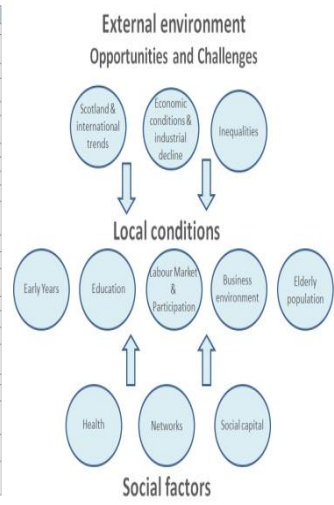 External environment
Opportunities and Challenges
Scotland &
international
trends
Economic
conditions &
industrial
decline
Inequalities
Local conditions
Early Years
Education
Labour Market
&
Participation
Business
environment
Elderly
population
Health
Networks
Social capital
Social factors